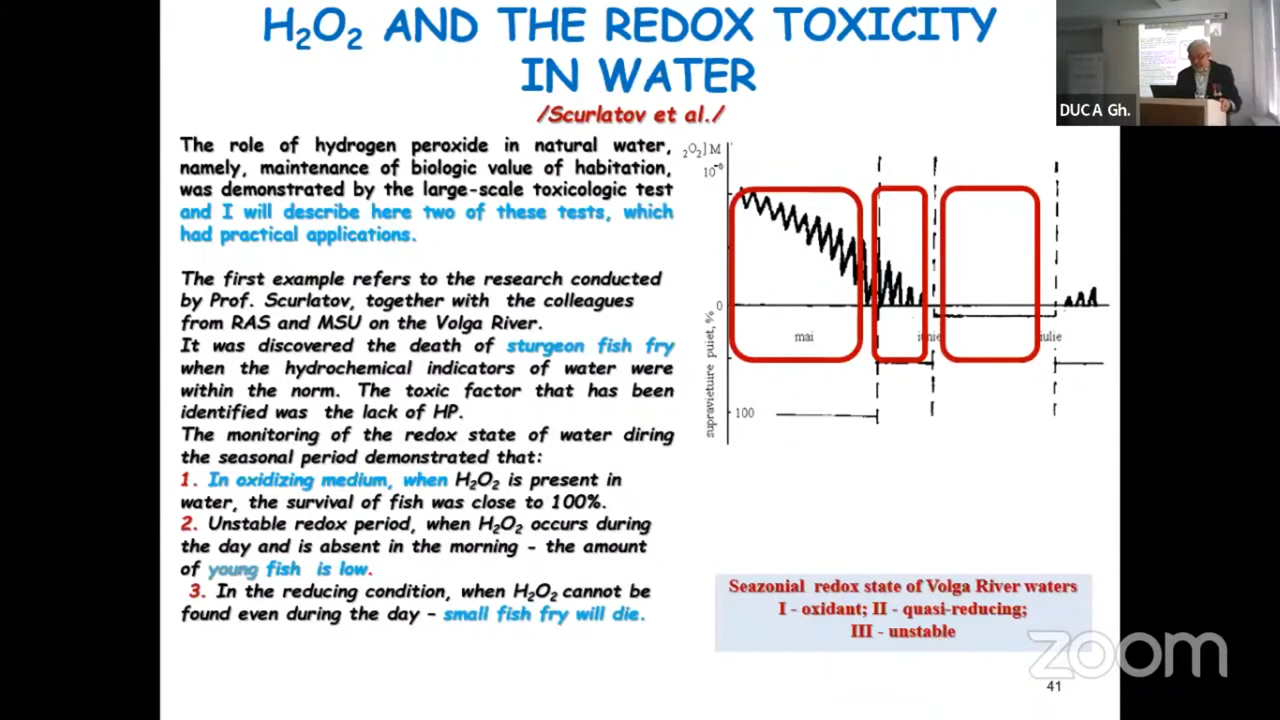 H₂O₂ AND THE REDOX TOXICITY
IN WATER
/Scurlatov et al./
The role of hydrogen peroxide in natural water,
namely, maintenance of biologic value of habitation,
was demonstrated by the large-scale toxicologic test
and I will describe here two of these tests, which
had practical applications.
The first example refers to the research conducted
by Prof. Scurlatov, together with the colleagues
from RAS and MSU on the Volga River.
It was discovered the death of sturgeon fish fry
when the hydrochemical indicators of water were
within the norm. The toxic factor that has been
identified was the lack of HP.
The monitoring of the redox state of water diring
the seasonal period demonstrated that:
1. In oxidizing medium, when H₂O₂ is present in
water, the survival of fish was close to 100%.
2. Unstable redox period, when H₂O₂ occurs during
the day and is absent in the morning - the amount
of young fish is low.
3. In the reducing condition, when H₂O₂ cannot be
found even during the day – small fish fry will die.
₂O₂]M
10⁻⁶
0
mai
iunie
iulie
supravietuire puiet, %
100
Seazonial redox state of Volga River waters
I - oxidant; II - quasi-reducing;
III - unstable
41
DUCA Gh.
zoom